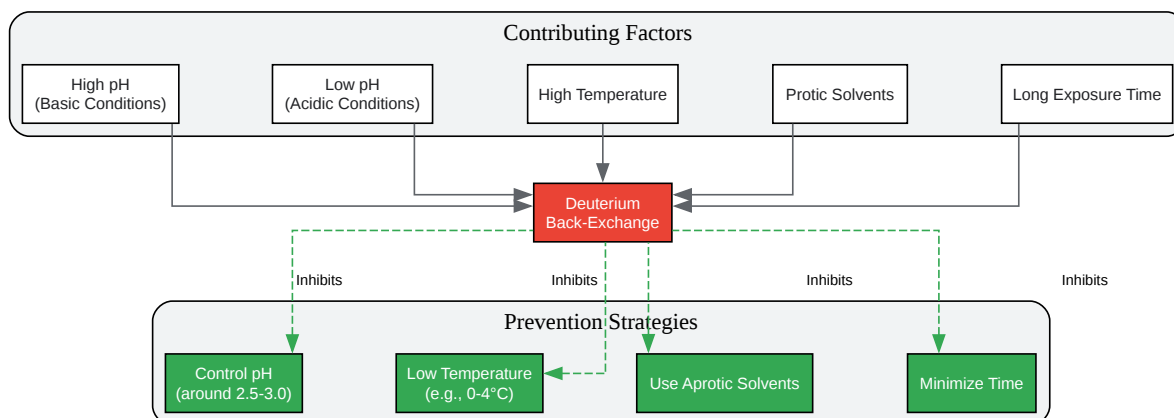 Contributing Factors
High pH
(Basic Conditions)
Low pH
(Acidic Conditions)
High Temperature
Protic Solvents
Long Exposure Time
Deuterium
Back-Exchange
Inhibits
Inhibits
Inhibits
Inhibits
Prevention Strategies
Control pH
(around 2.5-3.0)
Low Temperature
(e.g., 0-4°C)
Use Aprotic Solvents
Minimize Time